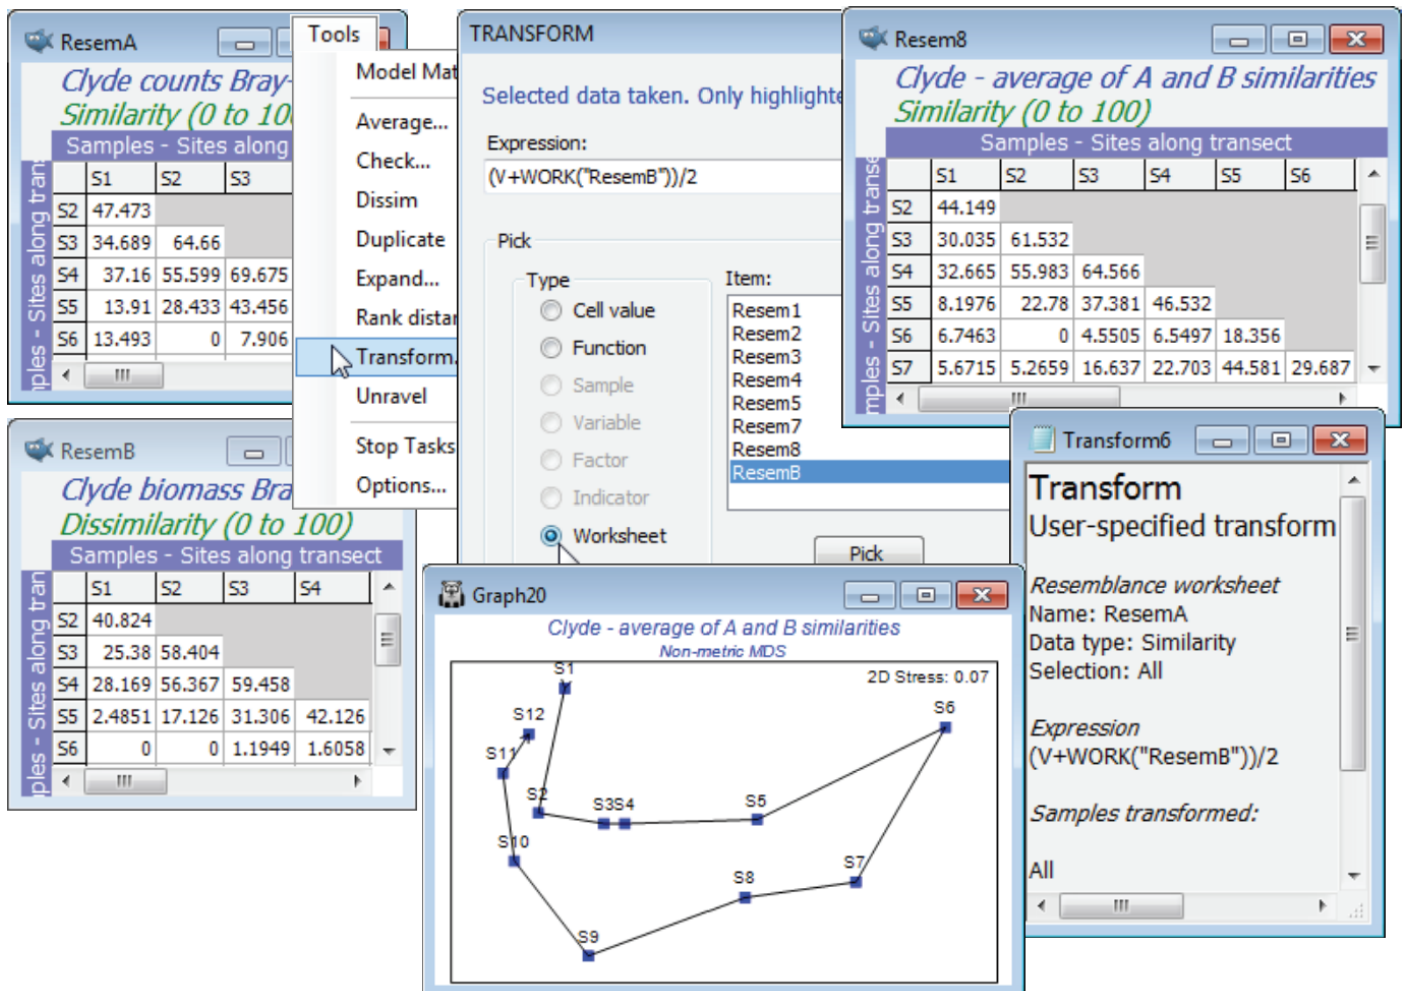 ResemA
Clyde counts Bray-
Similarity (0 to 10
Samples - Sites along
S1 S2 S3
S2 47.473
S3 34.689 64.66
S4 37.16 55.599 69.675
S5 13.91 28.433 43.456
S6 13.493 0 7.906
mples - Sites along tran
Tools
Model Mat
Average...
Check...
Dissim
Duplicate
Expand...
Rank distar
Transform.
Unravel
Stop Tasks
Options...
TRANSFORM
Selected data taken. Only highlighte
Expression:
(V+WORK("ResemB"))/2
Pick
Type
Cell value
Function
Sample
Variable
Factor
Indicator
Worksheet
Item:
Resem1
Resem2
Resem3
Resem4
Resem5
Resem7
Resem8
ResemB
Pick
Resem8
Clyde - average of A and B similarities
Similarity (0 to 100)
Samples - Sites along transect
S1 S2 S3 S4 S5 S6
S2 44.149
S3 30.035 61.532
S4 32.665 55.983 64.566
S5 8.1976 22.78 37.381 46.532
S6 6.7463 0 4.5505 6.5497 18.356
S7 5.6715 5.2659 16.637 22.703 44.581 29.687
mples - Sites along transe
ResemB
Clyde biomass Bra
Dissimilarity (0 to 100)
Samples - Sites along transect
S1 S2 S3 S4
S2 40.824
S3 25.38 58.404
S4 28.169 56.367 59.458
S5 2.4851 17.126 31.306 42.126
S6 0 0 1.1949 1.6058
ples - Sites along tran
Graph20
Clyde - average of A and B similarities
Non-metric MDS
2D Stress: 0.07
S1
S6
S12
S11
S2
S3S4
S5
S10
S7
S8
S9
Transform6
Transform
User-specified transform
Resemblance worksheet
Name: ResemA
Data type: Similarity
Selection: All
Expression
(V+WORK("ResemB"))/2
Samples transformed:
All